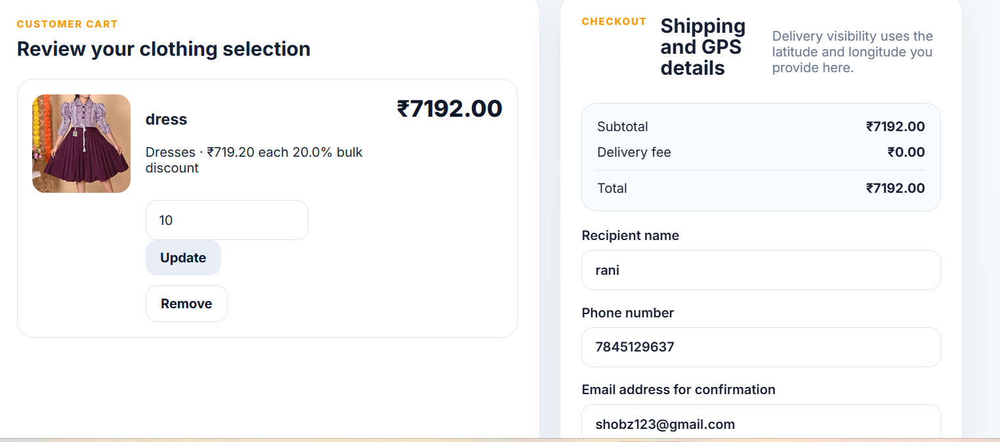 CUSTOMER CART
Review your clothing selection
dress
₹7192.00
Dresses · ₹719.20 each 20.0% bulk
discount
10
Update
Remove
CHECKOUT
Shipping
and GPS
details
Delivery visibility uses the
latitude and longitude you
provide here.
Subtotal ₹7192.00
Delivery fee ₹0.00
Total ₹7192.00
Recipient name
rani
Phone number
7845129637
Email address for confirmation
shobz123@gmail.com